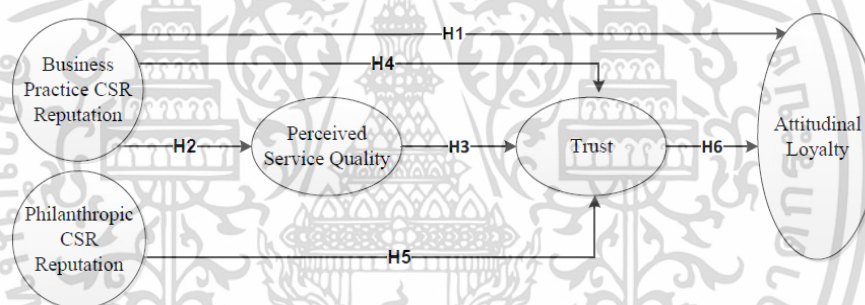 H1
Business
Practice CSR
Reputation
H4
H2
Perceived
Service Quality
H3
Trust
H6
Attitudinal
Loyalty
Philanthropic
CSR
Reputation
H5